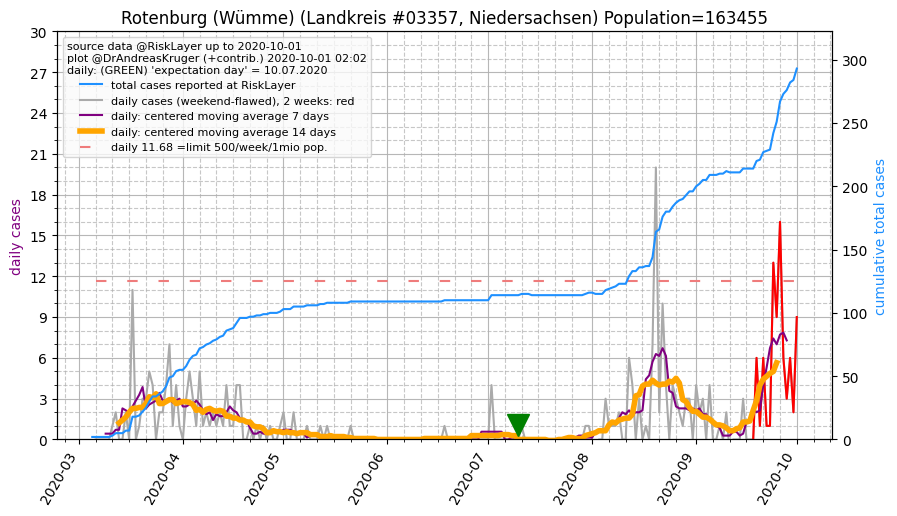 Rotenburg (Wümme) (Landkreis #03357, Niedersachsen) Population=163455
source data @RiskLayer up to 2020-10-01
plot @DrAndreasKruger (+contrib.) 2020-10-01 02:02
daily: (GREEN) 'expectation day' = 10.07.2020
total cases reported at RiskLayer
daily cases (weekend-flawed), 2 weeks: red
daily: centered moving average 7 days
daily: centered moving average 14 days
daily 11.68 =limit 500/week/1mio pop.
daily cases
30
27
24
21
18
15
12
9
6
3
0
cumulative total cases
300
250
200
150
100
50
0
2020-03
2020-04
2020-05
2020-06
2020-07
2020-08
2020-09
2020-10